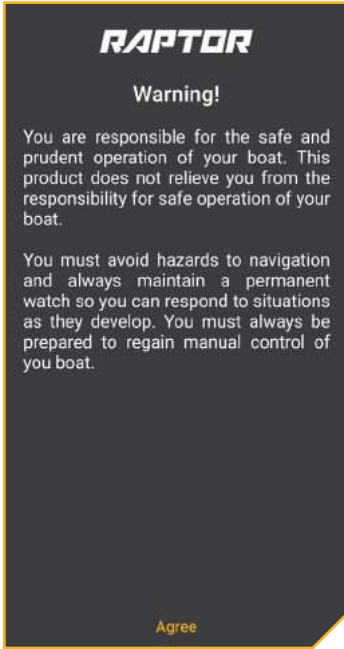 RAPTOR
Warning!
You are responsible for the safe and
prudent operation of your boat. This
product does not relieve you from the
responsibility for safe operation of your
boat.
You must avoid hazards to navigation
and always maintain a permanent
watch so you can respond to situations
as they develop. You must always be
prepared to regain manual control of
you boat.
Agree